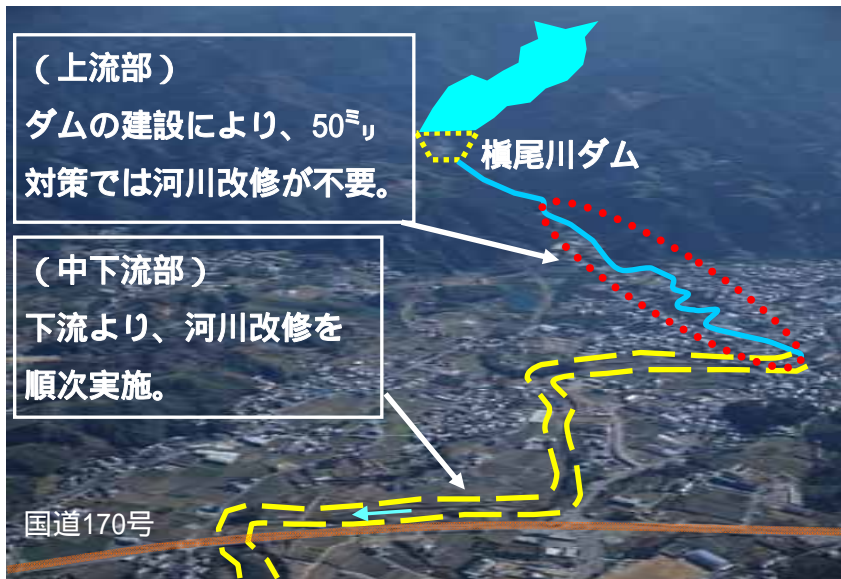 （上流部）
ダムの建設により、50㍉
対策では河川改修が不要。
槇尾川ダム
（中下流部）
下流より、河川改修を
順次実施。
国道170号